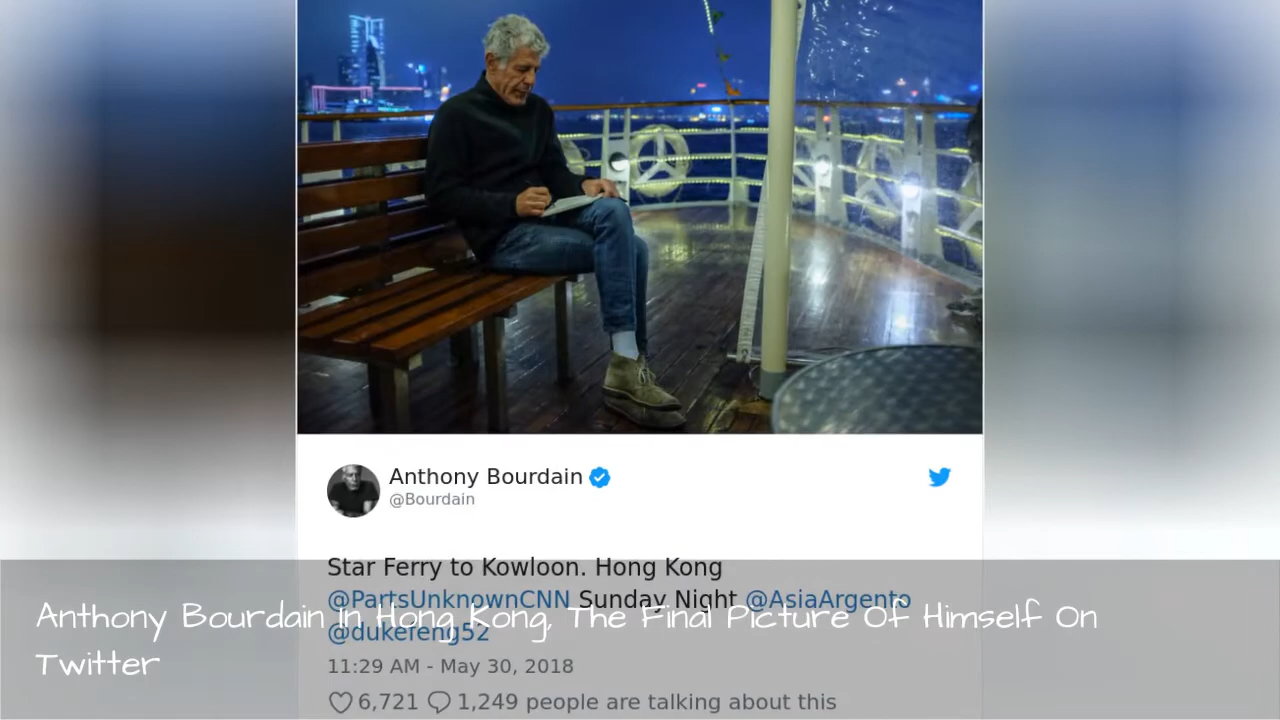 Anthony Bourdain
@Bourdain
Star Ferry to Kowloon. Hong Kong
@PartsUnknownCNN Sunday Night @AsiaArgento
@dukefeng52
Anthony Bourdain In Hong Kong, The Final Picture Of Himself On
Twitter
11:29 AM - May 30, 2018
6,721 1,249 people are talking about this